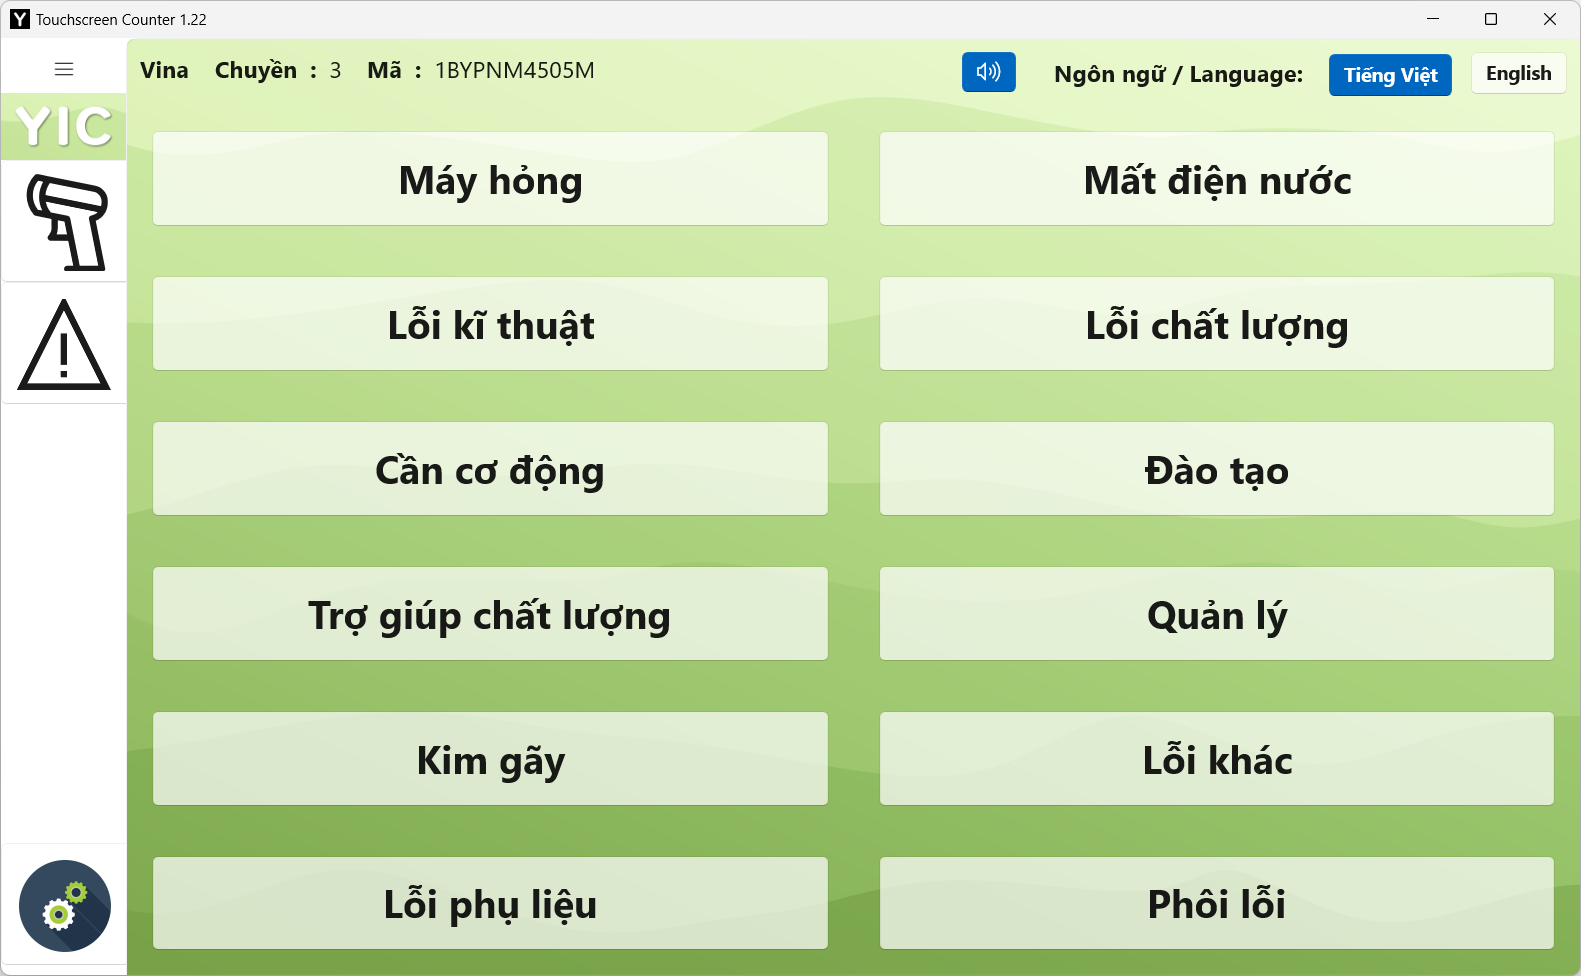 Touchscreen Counter 1.22
Vina Chuyền : 3 Mã : 1BYPNM4505M Ngôn ngữ / Language: Tiếng Việt English
YIC
Máy hỏng Mất điện nước
Lỗi kĩ thuật Lỗi chất lượng
Cần cơ động Đào tạo
Trợ giúp chất lượng Quản lý
Kim gãy Lỗi khác
Lỗi phụ liệu Phôi lỗi